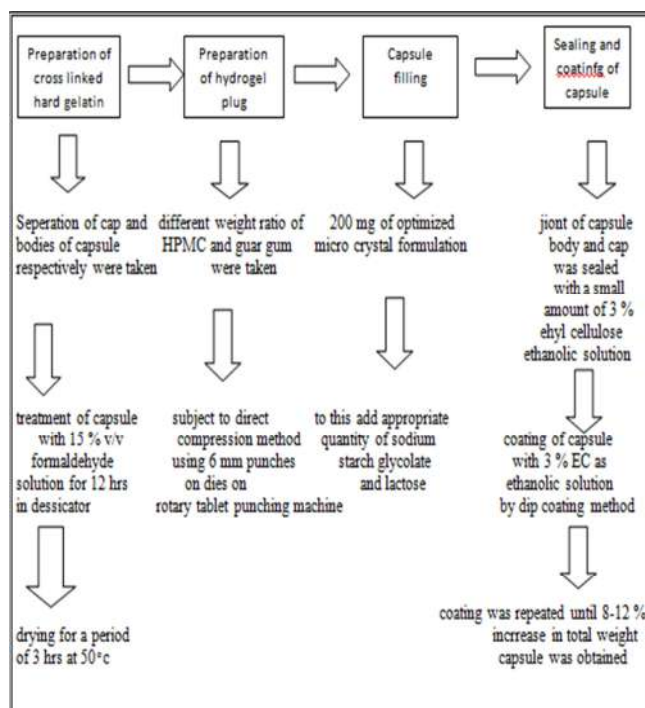 Preparation of
cross linked
hard gelatin
Preparation
of hydrogel
plug
Capsule
filling
Sealing and
coatinfg of
capsule
Seperation of cap and
bodies of capsule
respectively were taken
different weight ratio of
HPMC and guar gum
were taken
200 mg of optimized
micro crystal formulation
jiont of capsule
body and cap
was sealed
with a small
amount of 3 %
ehyl cellulose
ethanolic solution
treatment of capsule
with 15 % v/v
formaldehyde
solution for 12 hrs
in dessicator
subject to direct
compression method
using 6 mm punches
on dies on
rotary tablet punching machine
to this add appropriate
quantity of sodium
starch glycolate
and lactose
coating of capsule
with 3 % EC as
ethanolic solution
by dip coating method
drying for a period
of 3 hrs at 50°c
coating was repeated until 8-12 %
incrrease in total weight
capsule was obtained